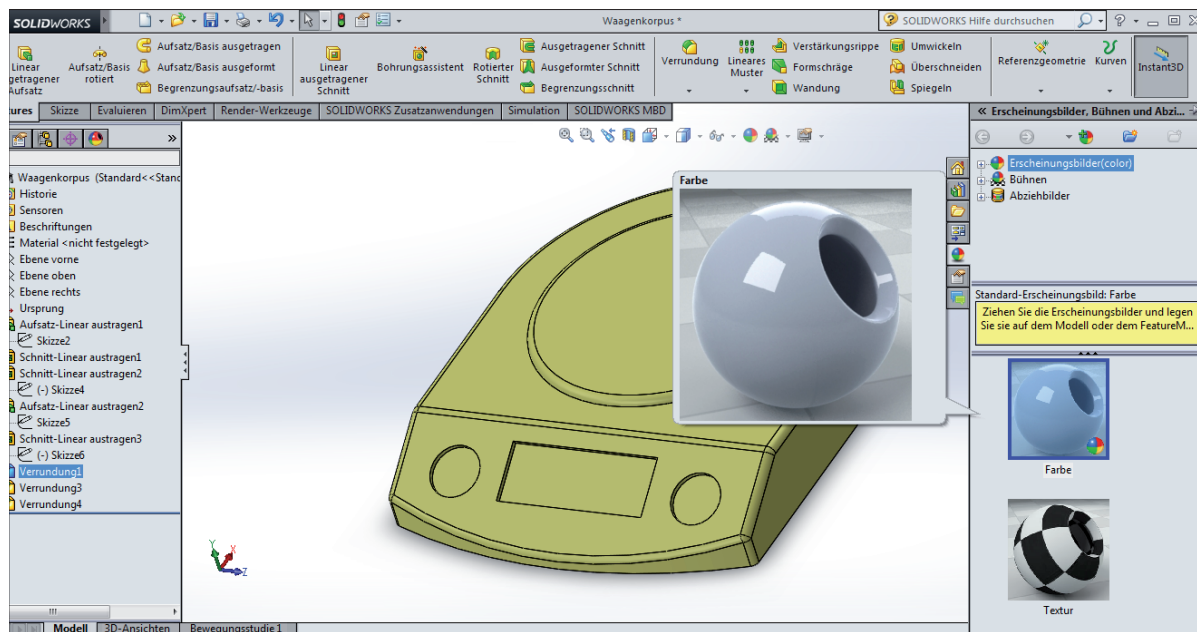 SOLIDWORKS
Waagenkorpus *
SOLIDWORKS Hilfe durchsuchen
Linear
getragener
Aufsatz
Aufsatz/Basis
rotiert
Aufsatz/Basis ausgetragen
Aufsatz/Basis ausgeformt
Begrenzungsaufsatz/-basis
Linear
ausgetragener
Schnitt
Bohrungsassistent
Rotierter
Schnitt
Ausgetragener Schnitt
Ausgeformter Schnitt
Begrenzungsschnitt
Verrundung
Lineares
Muster
Verstärkungsrippe
Formschräge
Wandung
Umwickeln
Überschneiden
Spiegeln
Referenzgeometrie
Kurven
Instant3D
tures
Skizze
Evaluieren
DimXpert
Render-Werkzeuge
SOLIDWORKS Zusatzanwendungen
Simulation
SOLIDWORKS MBD
Erscheinungsbilder, Bühnen und Abzi...
Waagenkorpus (Standard<<Stand
Historie
Sensoren
Beschriftungen
Material <nicht festgelegt>
Ebene vorne
Ebene oben
Ebene rechts
Ursprung
Aufsatz-Linear austragen1
Skizze2
Schnitt-Linear austragen1
Schnitt-Linear austragen2
(-) Skizze4
Aufsatz-Linear austragen2
Skizze5
Schnitt-Linear austragen3
(-) Skizze6
Verrundung1
Verrundung3
Verrundung4
Farbe
Y
X
Z
Erscheinungsbilder(color)
Bühnen
Abziehbilder
Standard-Erscheinungsbild: Farbe
Ziehen Sie die Erscheinungsbilder und legen
Sie sie auf dem Modell oder dem FeatureM...
Farbe
Textur
Modell
3D-Ansichten
Bewegungsstudie 1